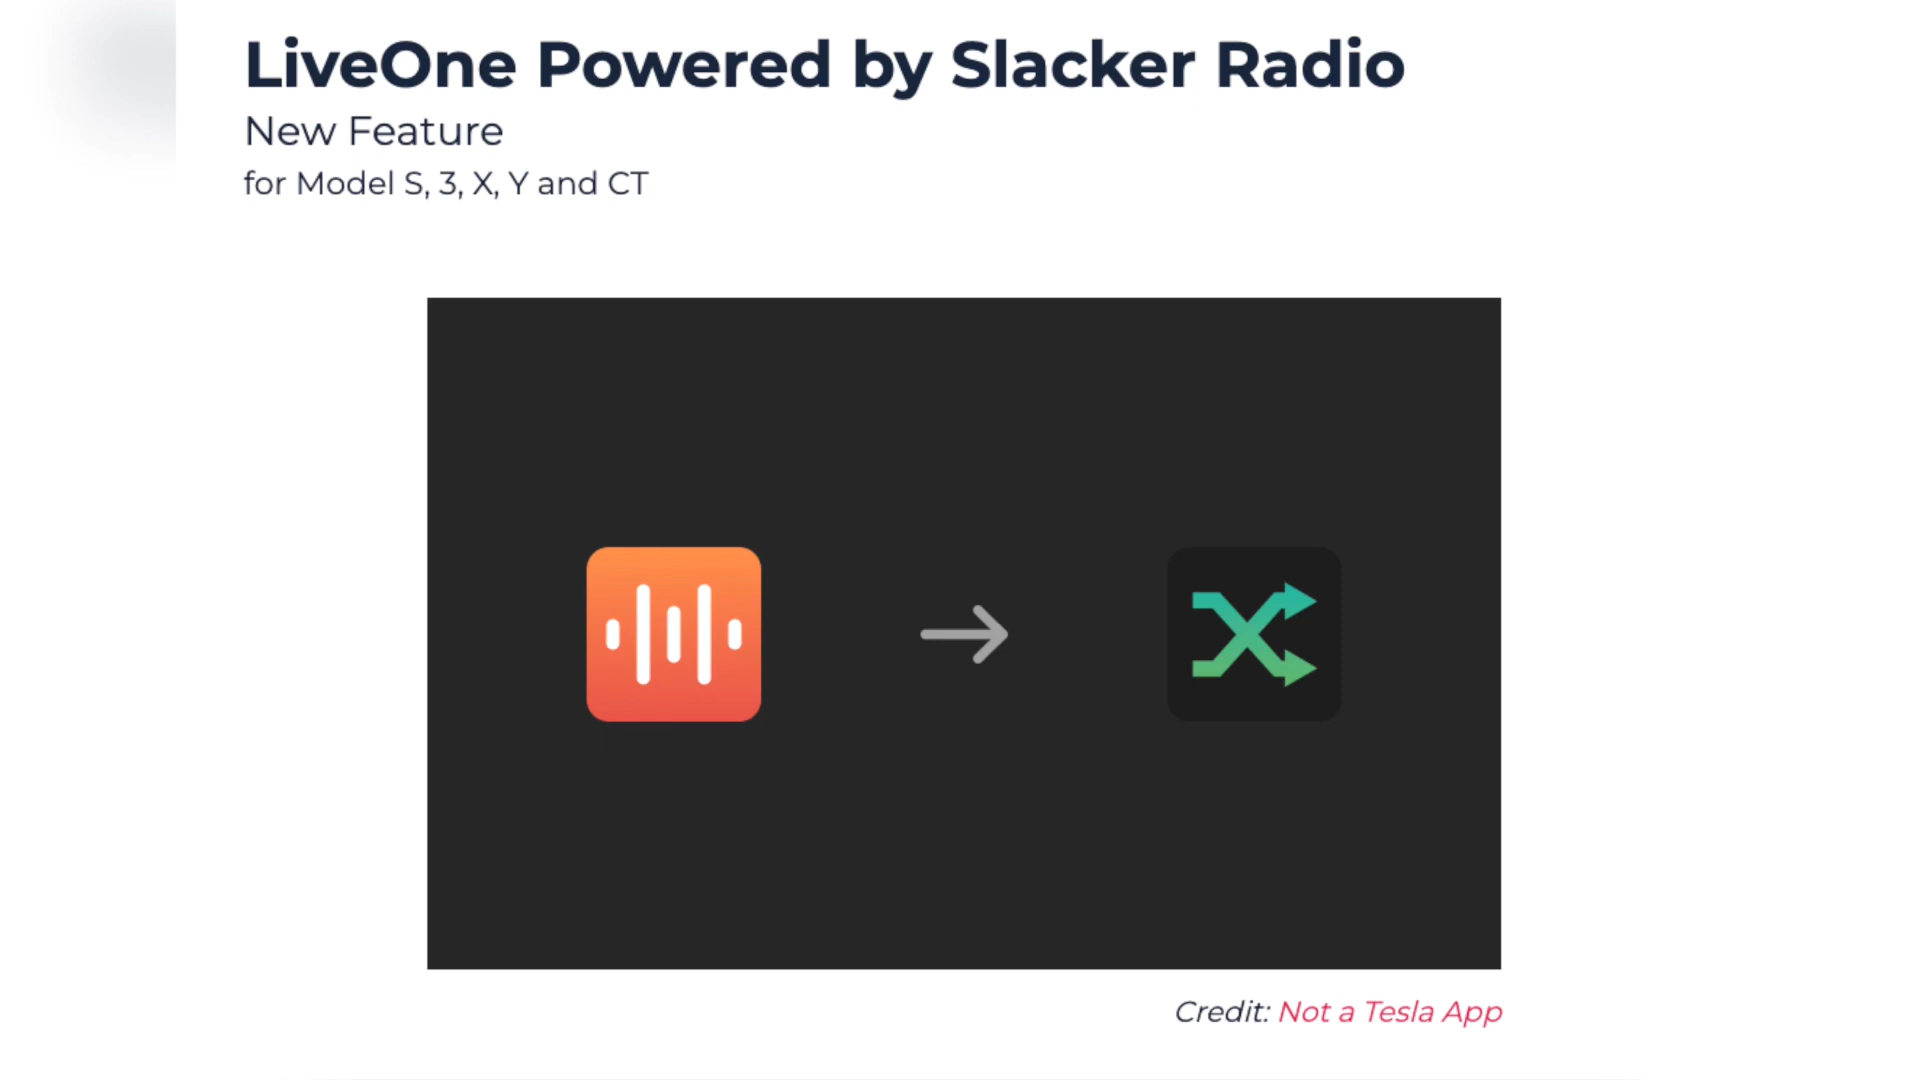 LiveOne Powered by Slacker Radio
New Feature
for Model S, 3, X, Y and CT
Credit: Not a Tesla App